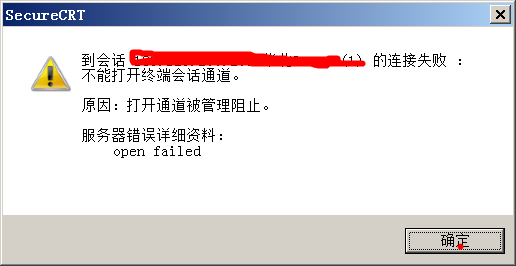 SecureCRT
到会话 (1) 的连接失败 :
不能打开终端会话通道。
原因: 打开通道被管理阻止。
服务器错误详细资料:
open failed
确定